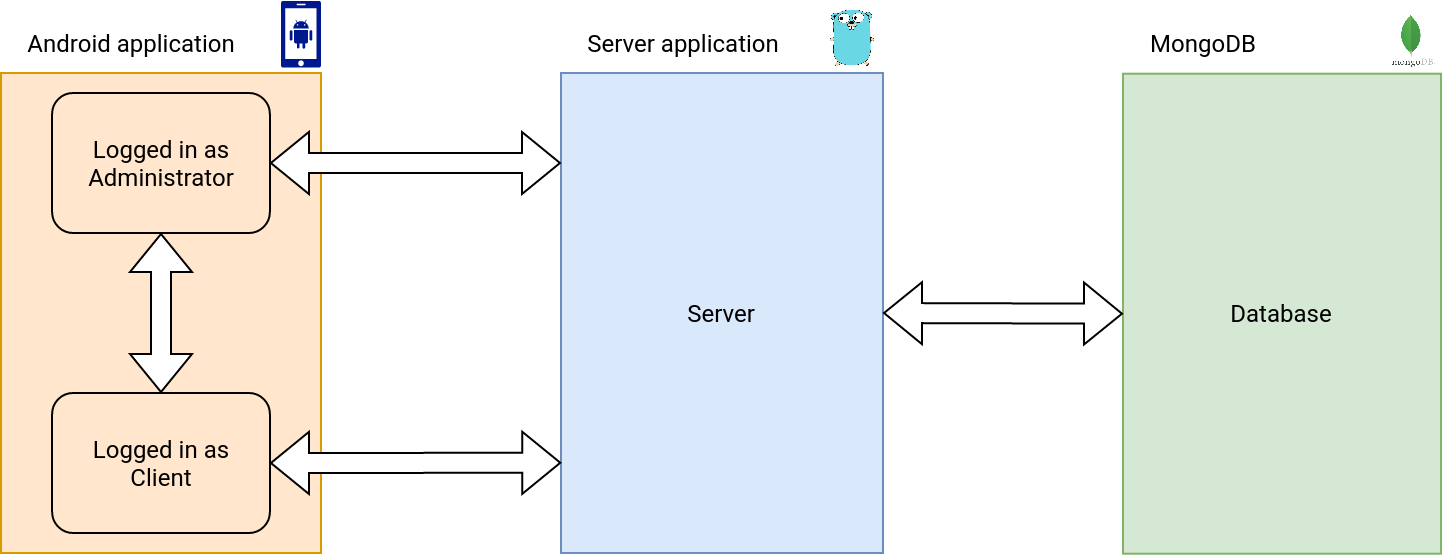 Android application
Server application
MongoDB
mongoDB
Logged in as
Administrator
Server
Database
Logged in as
Client